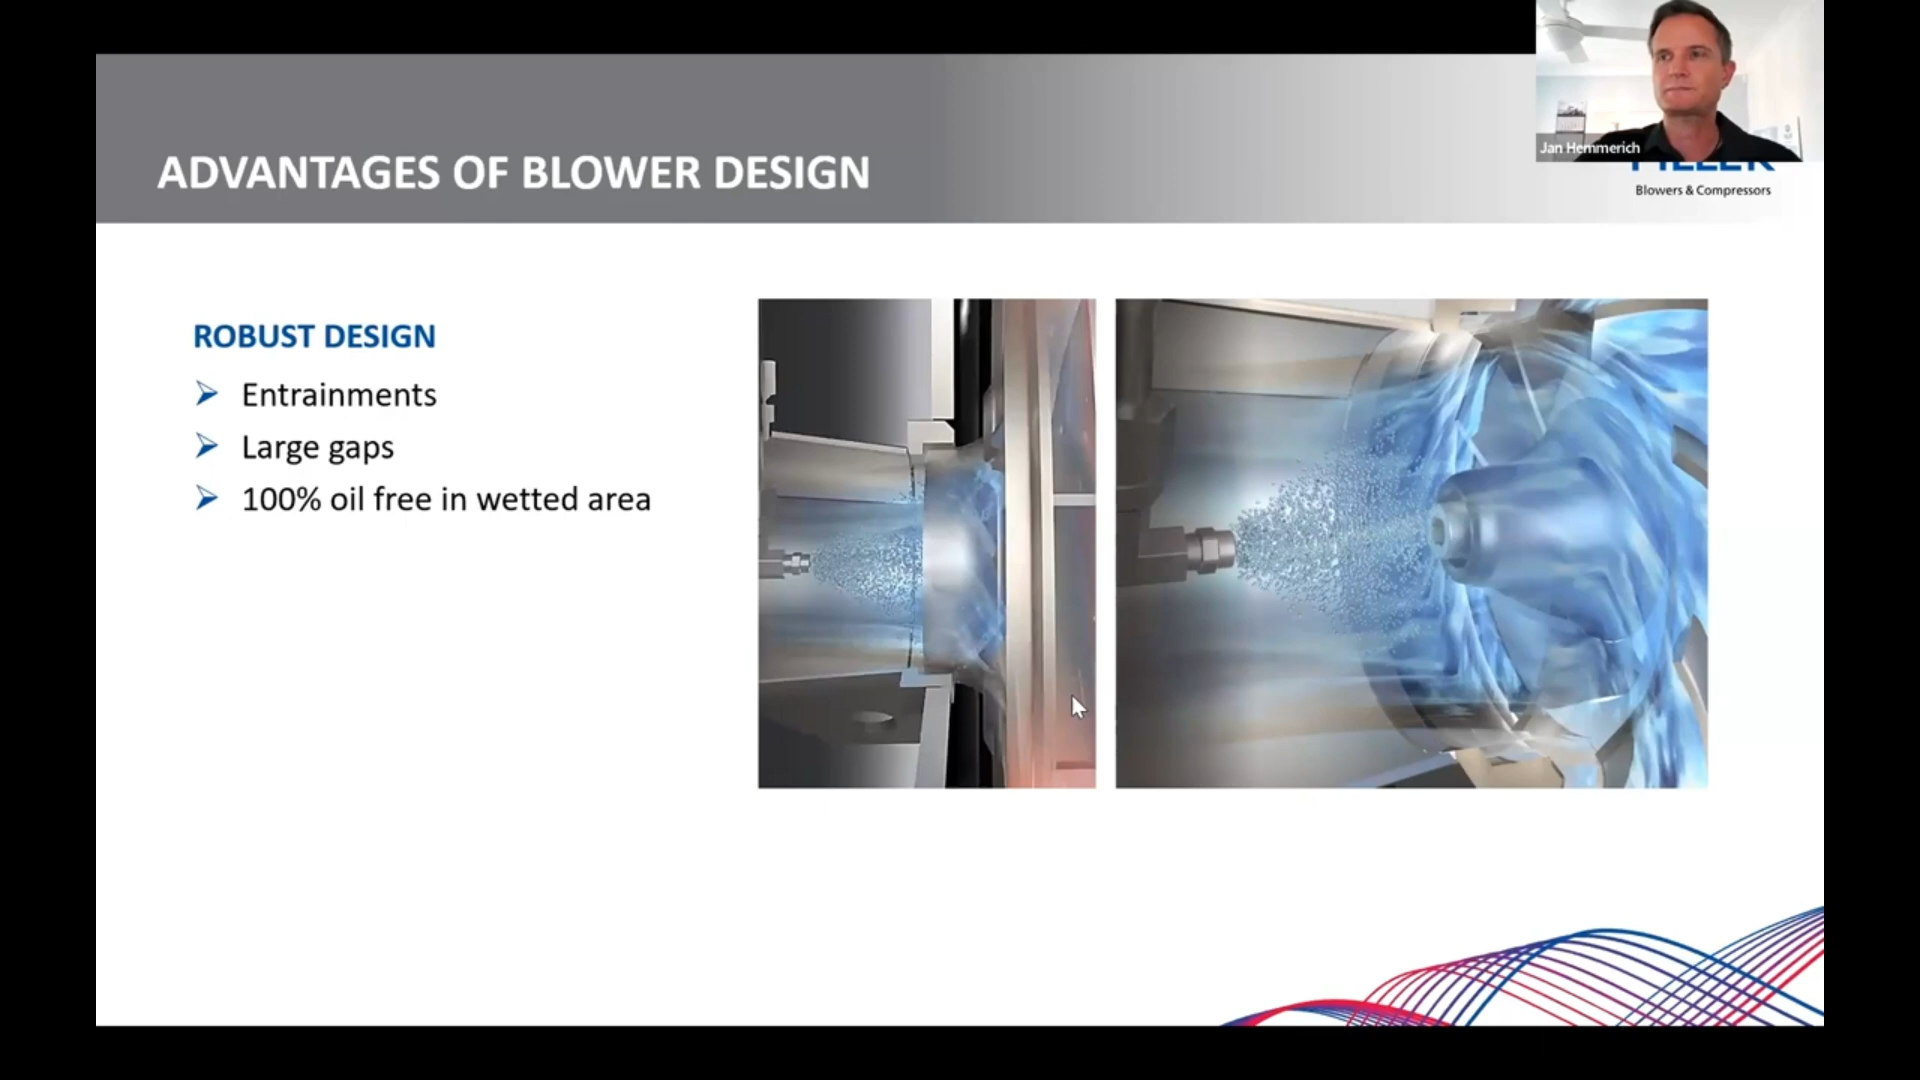 Jan Hemmerich
ADVANTAGES OF BLOWER DESIGN
Blowers & Compressors
ROBUST DESIGN
Entrainments
Large gaps
100% oil free in wetted area